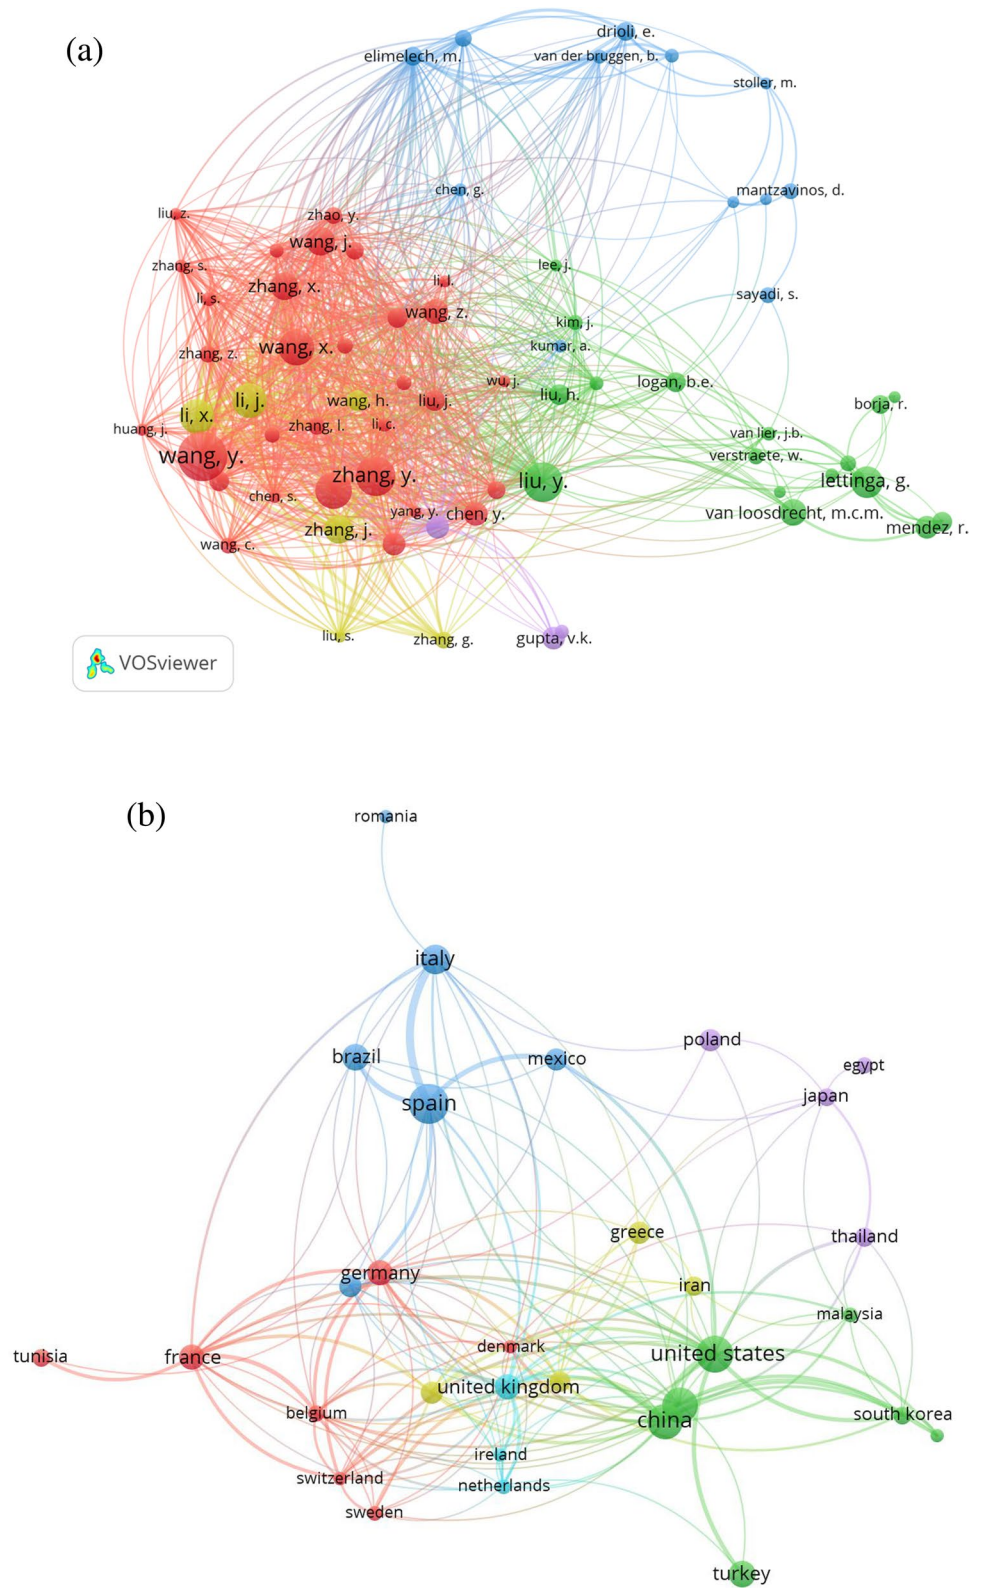 (a)
drioli, e.
elimelech, m.
van der bruggen, b.
stoller, m.
chen, g.
mantzavinos, d.
liu, z.
zhao, y.
wang, j.
zhang, s.
lee, j.
li, l.
zhang, x.
sayadi, s.
li, s.
wang, z.
kim, j.
zhang, z.
wang, x.
kumar, a.
wu, j.
logan, b.e.
liu, h.
li, j.
wang, h.
liu, j.
borja, r.
li, x.
huang, j.
zhang, l.
li, c.
van lier, j.b.
wang, y.
verstraete, w.
zhang, y.
liu, y.
lettinga, g.
chen, s.
yang, y.
chen, y.
van loosdrecht, m.c.m.
zhang, j.
mendez, r.
wang, c.
liu, s.
zhang, g.
gupta, v.k.
VOSviewer
(b)
romania
italy
poland
brazil
mexico
egypt
spain
japan
greece
thailand
germany
iran
malaysia
denmark
united states
tunisia
france
united kingdom
belgium
china
south korea
ireland
switzerland
netherlands
sweden
turkey